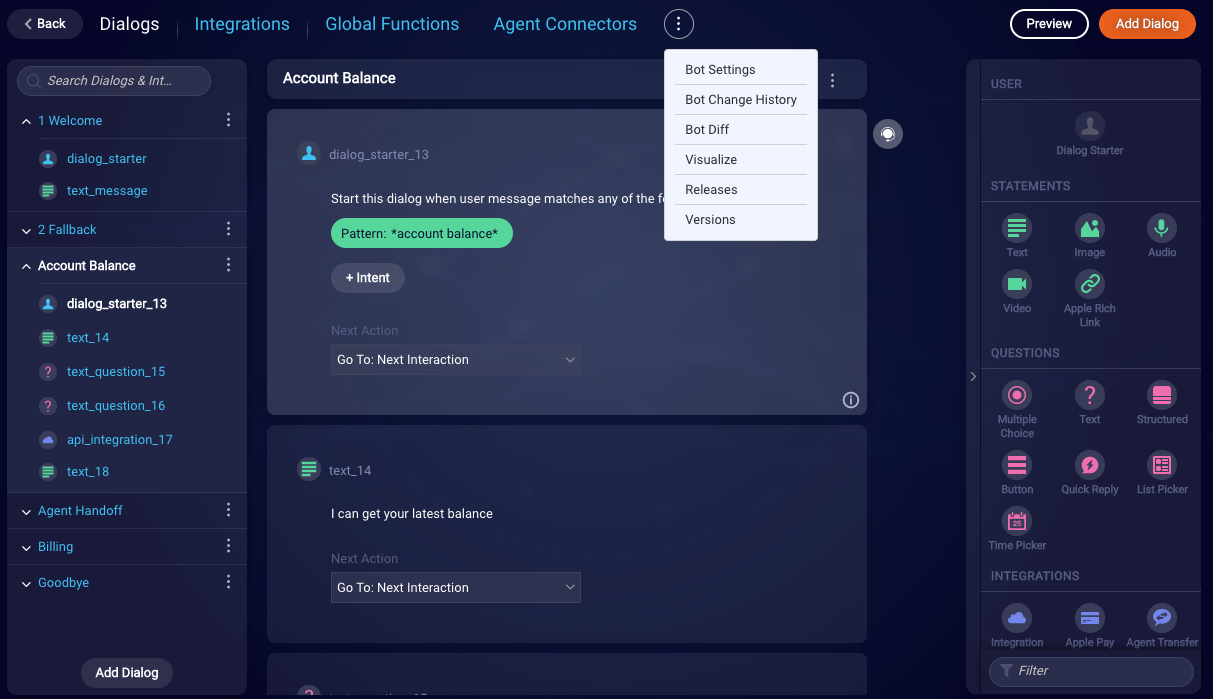 Back
Dialogs
Integrations
Global Functions
Agent Connectors
Preview
Add Dialog
Search Dialogs & Int...
1 Welcome
dialog_starter
text_message
2 Fallback
Account Balance
dialog_starter_13
text_14
text_question_15
text_question_16
api_integration_17
text_18
Agent Handoff
Billing
Goodbye
Add Dialog
Account Balance
Bot Settings
Bot Change History
Bot Diff
Visualize
Releases
Versions
dialog_starter_13
Start this dialog when user message matches any of the fo
Pattern: *account balance*
+ Intent
Next Action
Go To: Next Interaction
text_14
I can get your latest balance
Next Action
Go To: Next Interaction
USER
Dialog Starter
STATEMENTS
Text
Image
Audio
Video
Apple Rich
Link
QUESTIONS
Multiple
Choice
Text
Structured
Button
Quick Reply
List Picker
25
Time Picker
INTEGRATIONS
Integration
Apple Pay
Agent Transfer
Filter